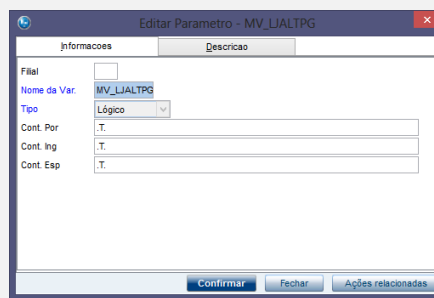 Editar Parametro - MV_LJALTPG
Informacoes Descricao
Filial
Nome da Var. MV_LJALTPG
Tipo Lógico
Cont. Por .T.
Cont. Ing .T.
Cont. Esp .T.
Confirmar Fechar Ações relacionadas